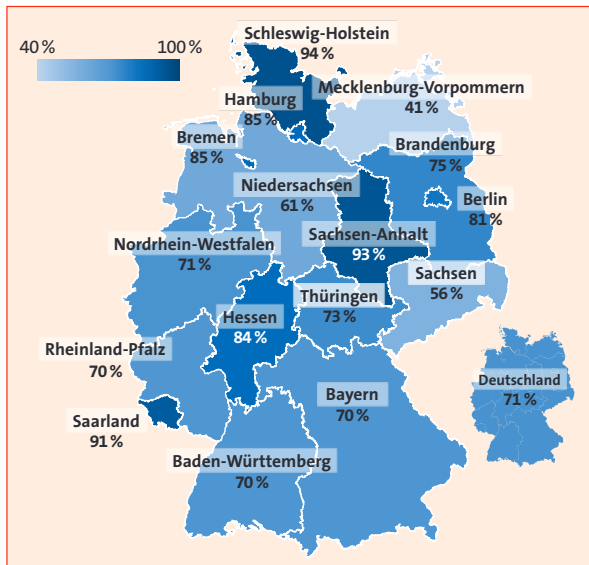 40 %
100 %
Schleswig-Holstein
94 %
Mecklenburg-Vorpommern
41 %
Hamburg
85 %
Bremen
85 %
Brandenburg
75 %
Niedersachsen
61 %
Berlin
81 %
Sachsen-Anhalt
93 %
Nordrhein-Westfalen
71 %
Sachsen
56 %
Thüringen
73 %
Hessen
84 %
Rheinland-Pfalz
70 %
Deutschland
71 %
Bayern
70 %
Saarland
91 %
Baden-Württemberg
70 %